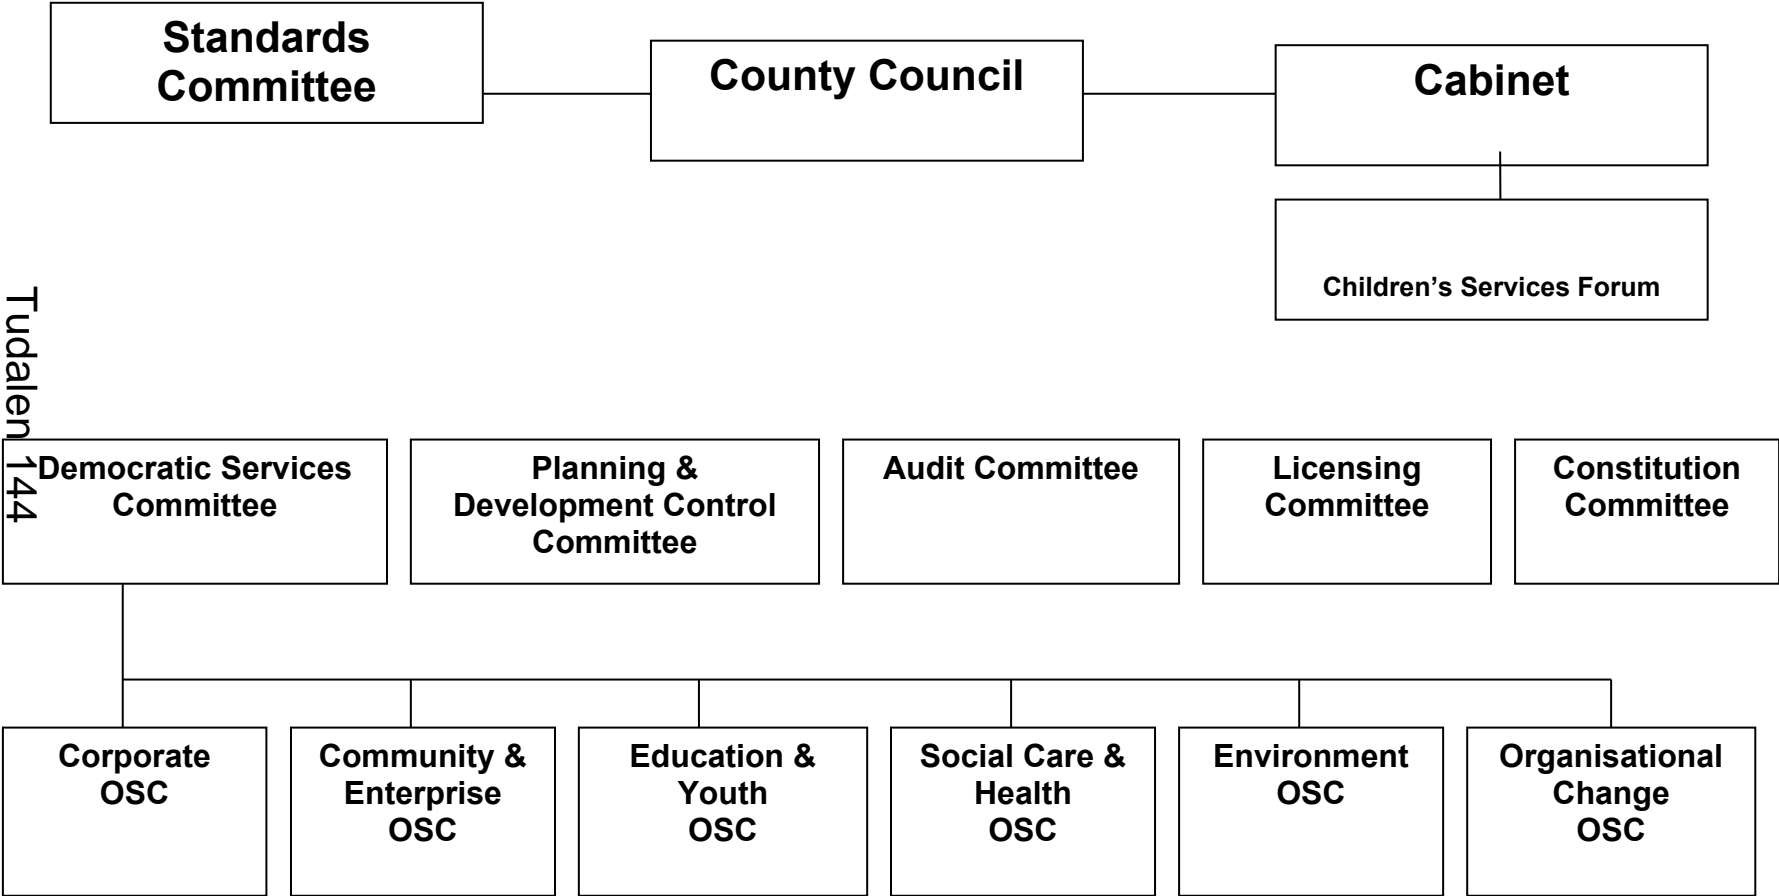 Standards
Committee
County Council
Cabinet
Children’s Services Forum
Tudalen 144
Democratic Services
Committee
Planning &
Development Control
Committee
Audit Committee
Licensing
Committee
Constitution
Committee
Corporate
OSC
Community &
Enterprise
OSC
Education &
Youth
OSC
Social Care &
Health
OSC
Environment
OSC
Organisational
Change
OSC